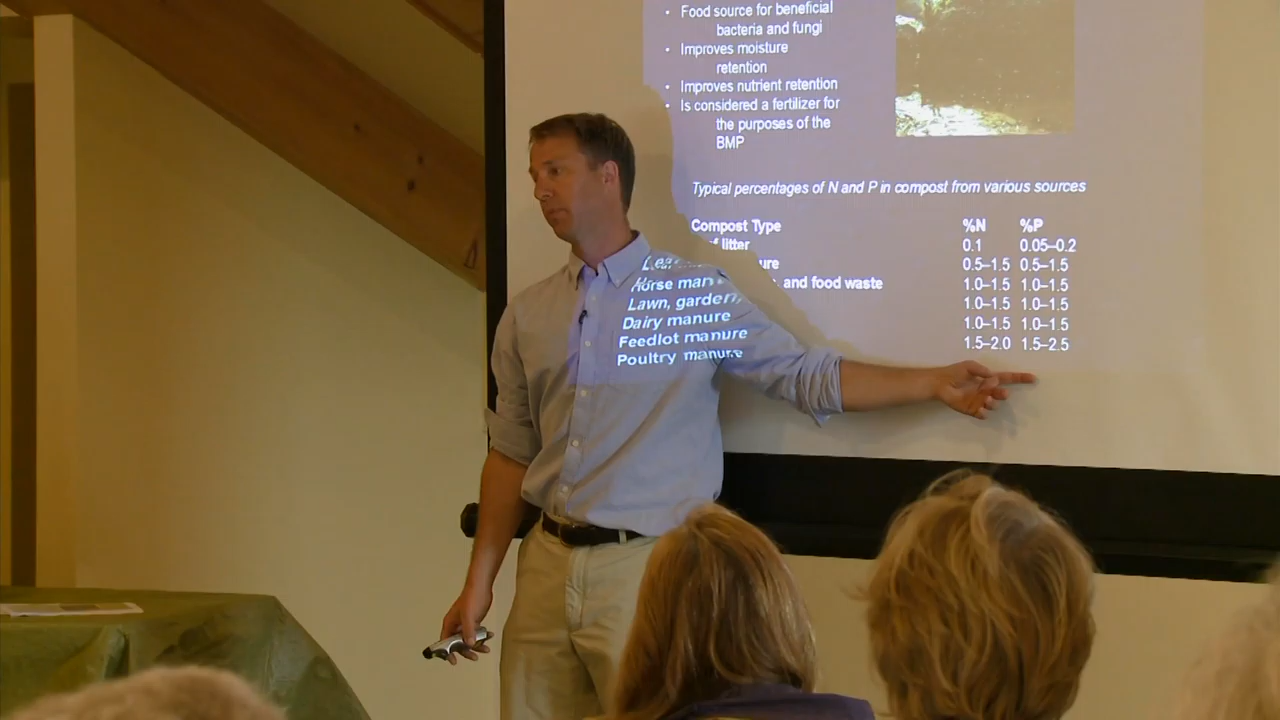 • Food source for beneficial
bacteria and fungi
• Improves moisture
retention
• Improves nutrient retention
• Is considered a fertilizer for
the purposes of the
BMP
Typical percentages of N and P in compost from various sources
Compost Type %N %P
Leaf litter 0.1 0.05–0.2
Horse manure 0.5–1.5 0.5–1.5
Lawn, garden, and food waste 1.0–1.5 1.0–1.5
Dairy manure 1.0–1.5 1.0–1.5
Feedlot manure 1.0–1.5 1.0–1.5
Poultry manure 1.5–2.0 1.5–2.5